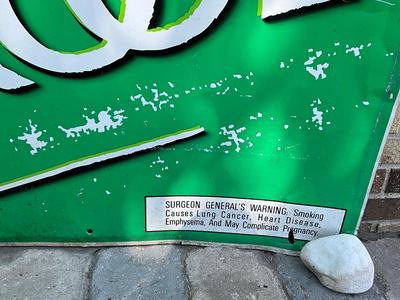 SURGEON GENERAL'S WARNING: Smoking
Causes Lung Cancer, Heart Disease,
Emphysema, And May Complicate Pregnancy.